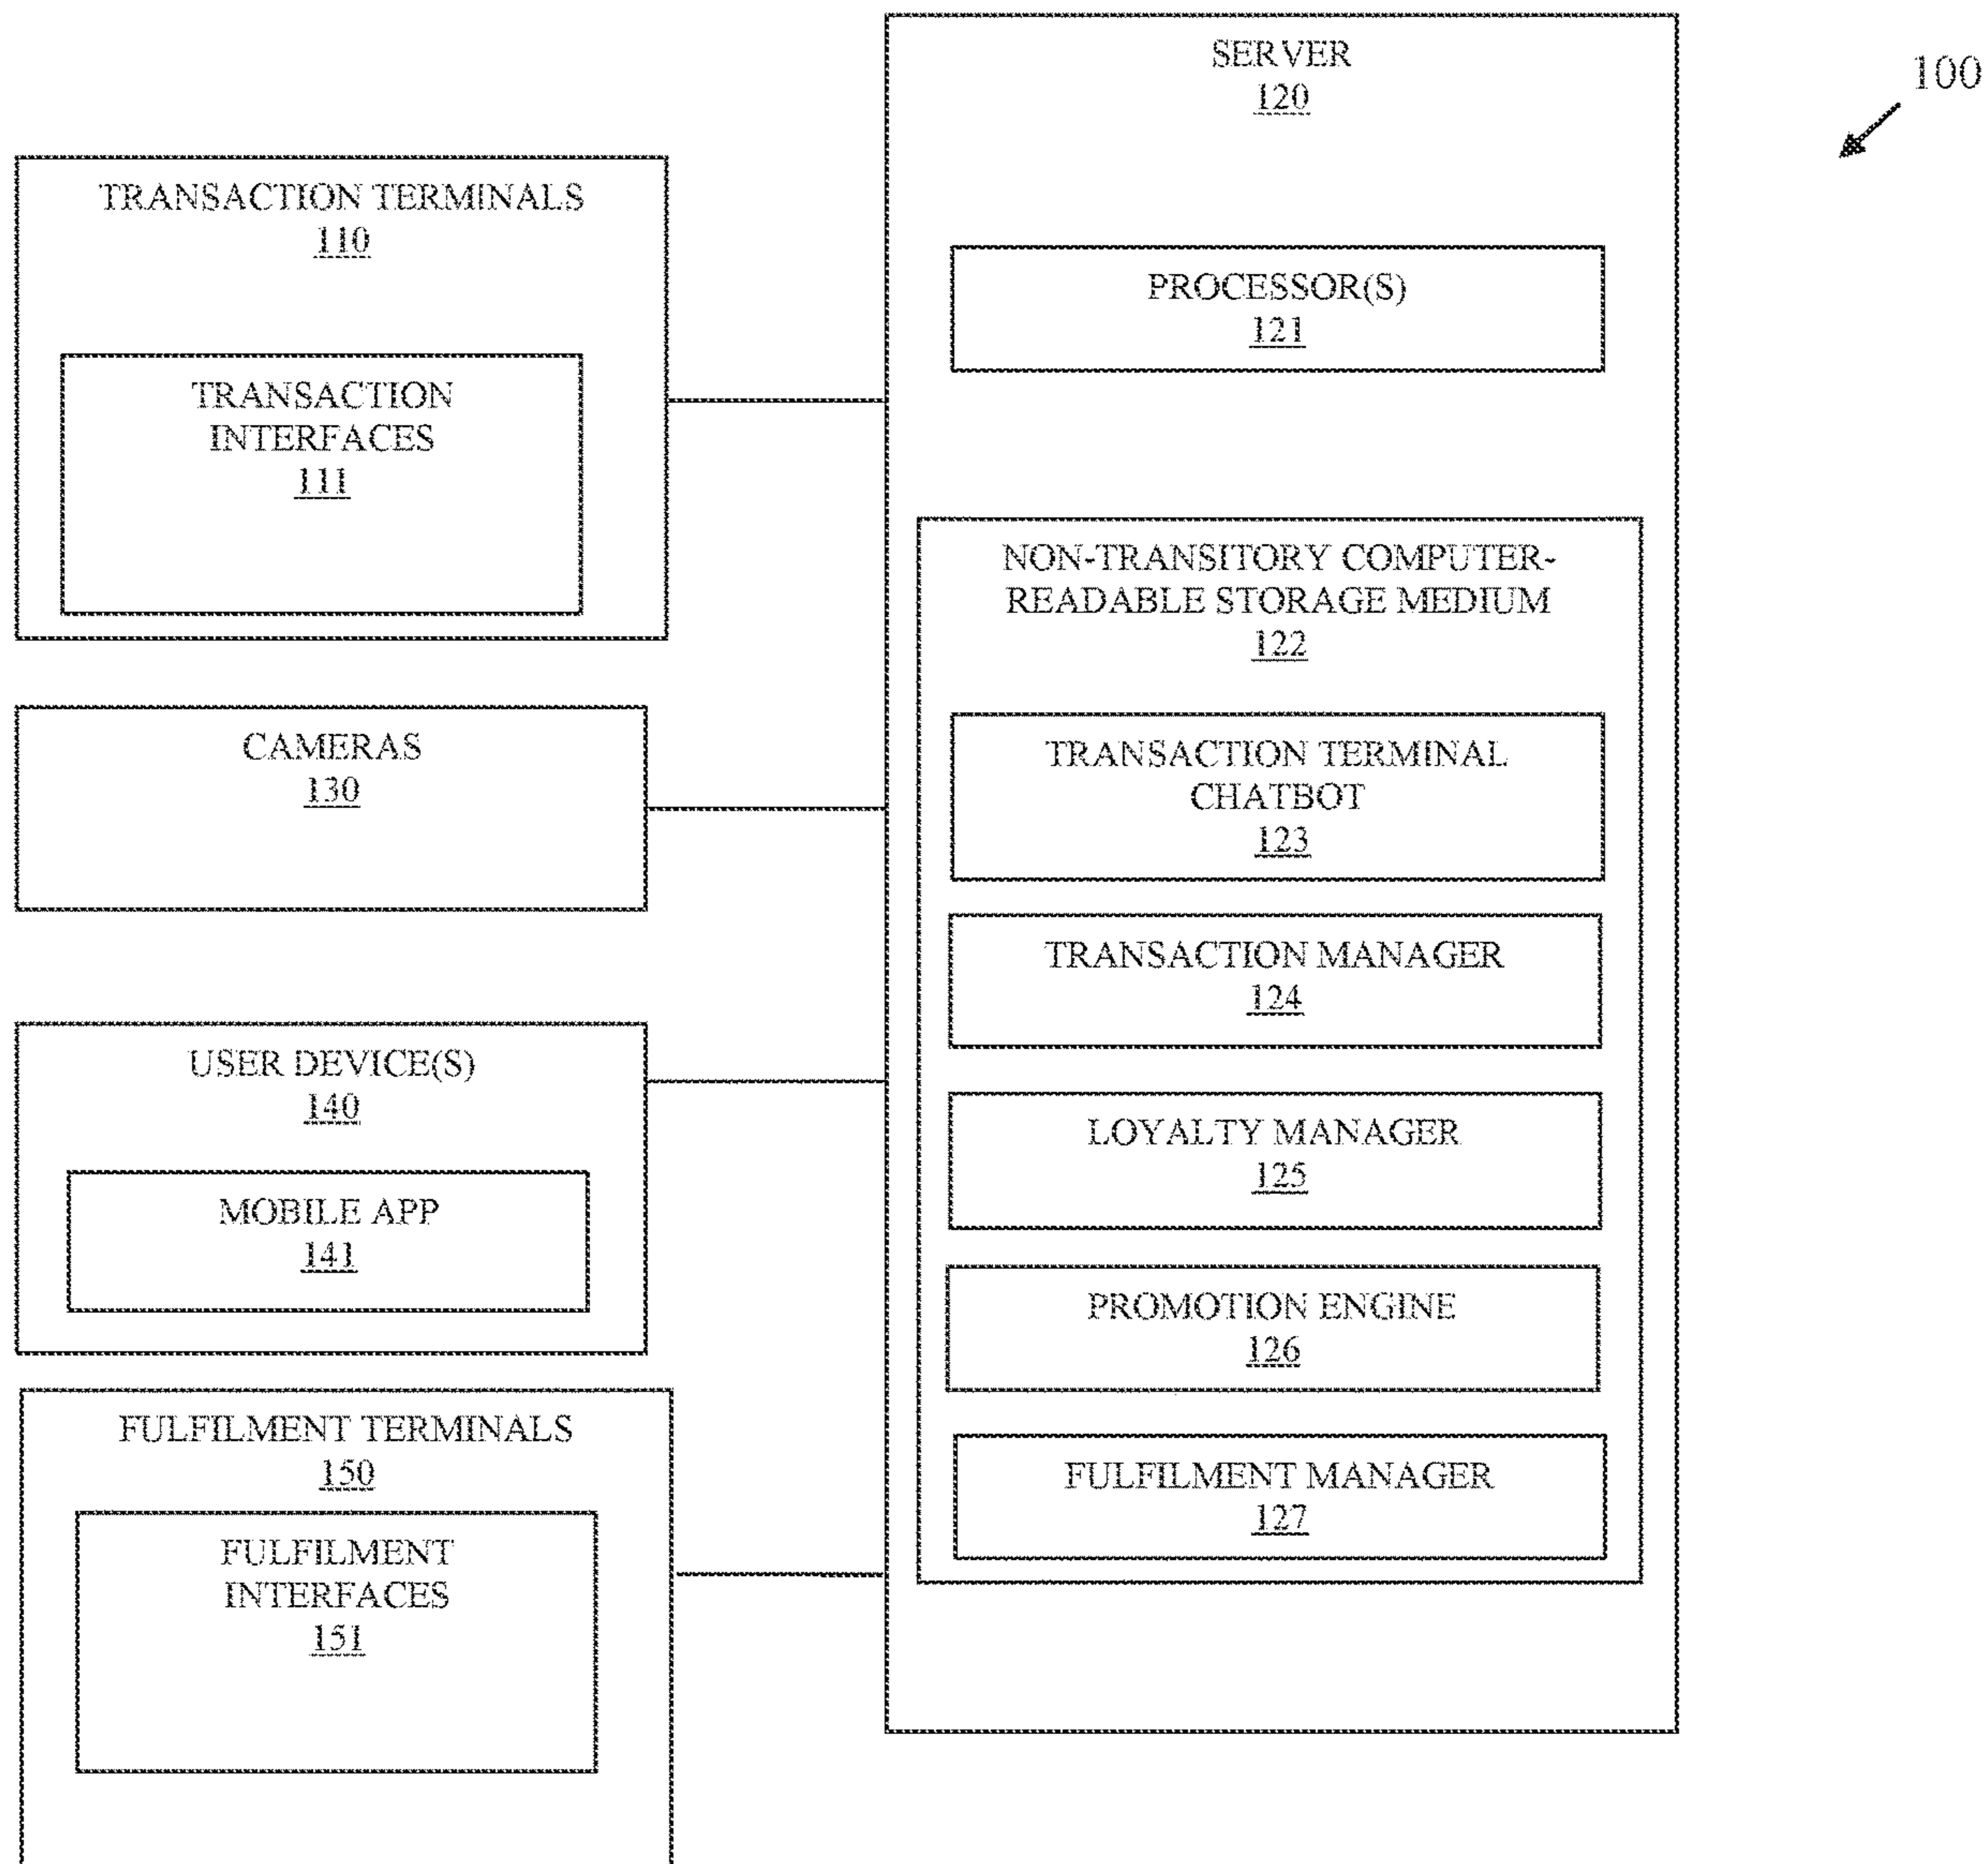 100
TRANSACTION TERMINALS
110
TRANSACTION
INTERFACES
111
CAMERAS
130
USER DEVICE(S)
140
MOBILE APP
141
FULFILMENT TERMINALS
150
FULFILMENT
INTERFACES
151
SERVER
120
PROCESSOR(S)
121
NON-TRANSITORY COMPUTER-
READABLE STORAGE MEDIUM
122
TRANSACTION TERMINAL
CHATBOT
123
TRANSACTION MANAGER
124
LOYALTY MANAGER
125
PROMOTION ENGINE
126
FULFILMENT MANAGER
127